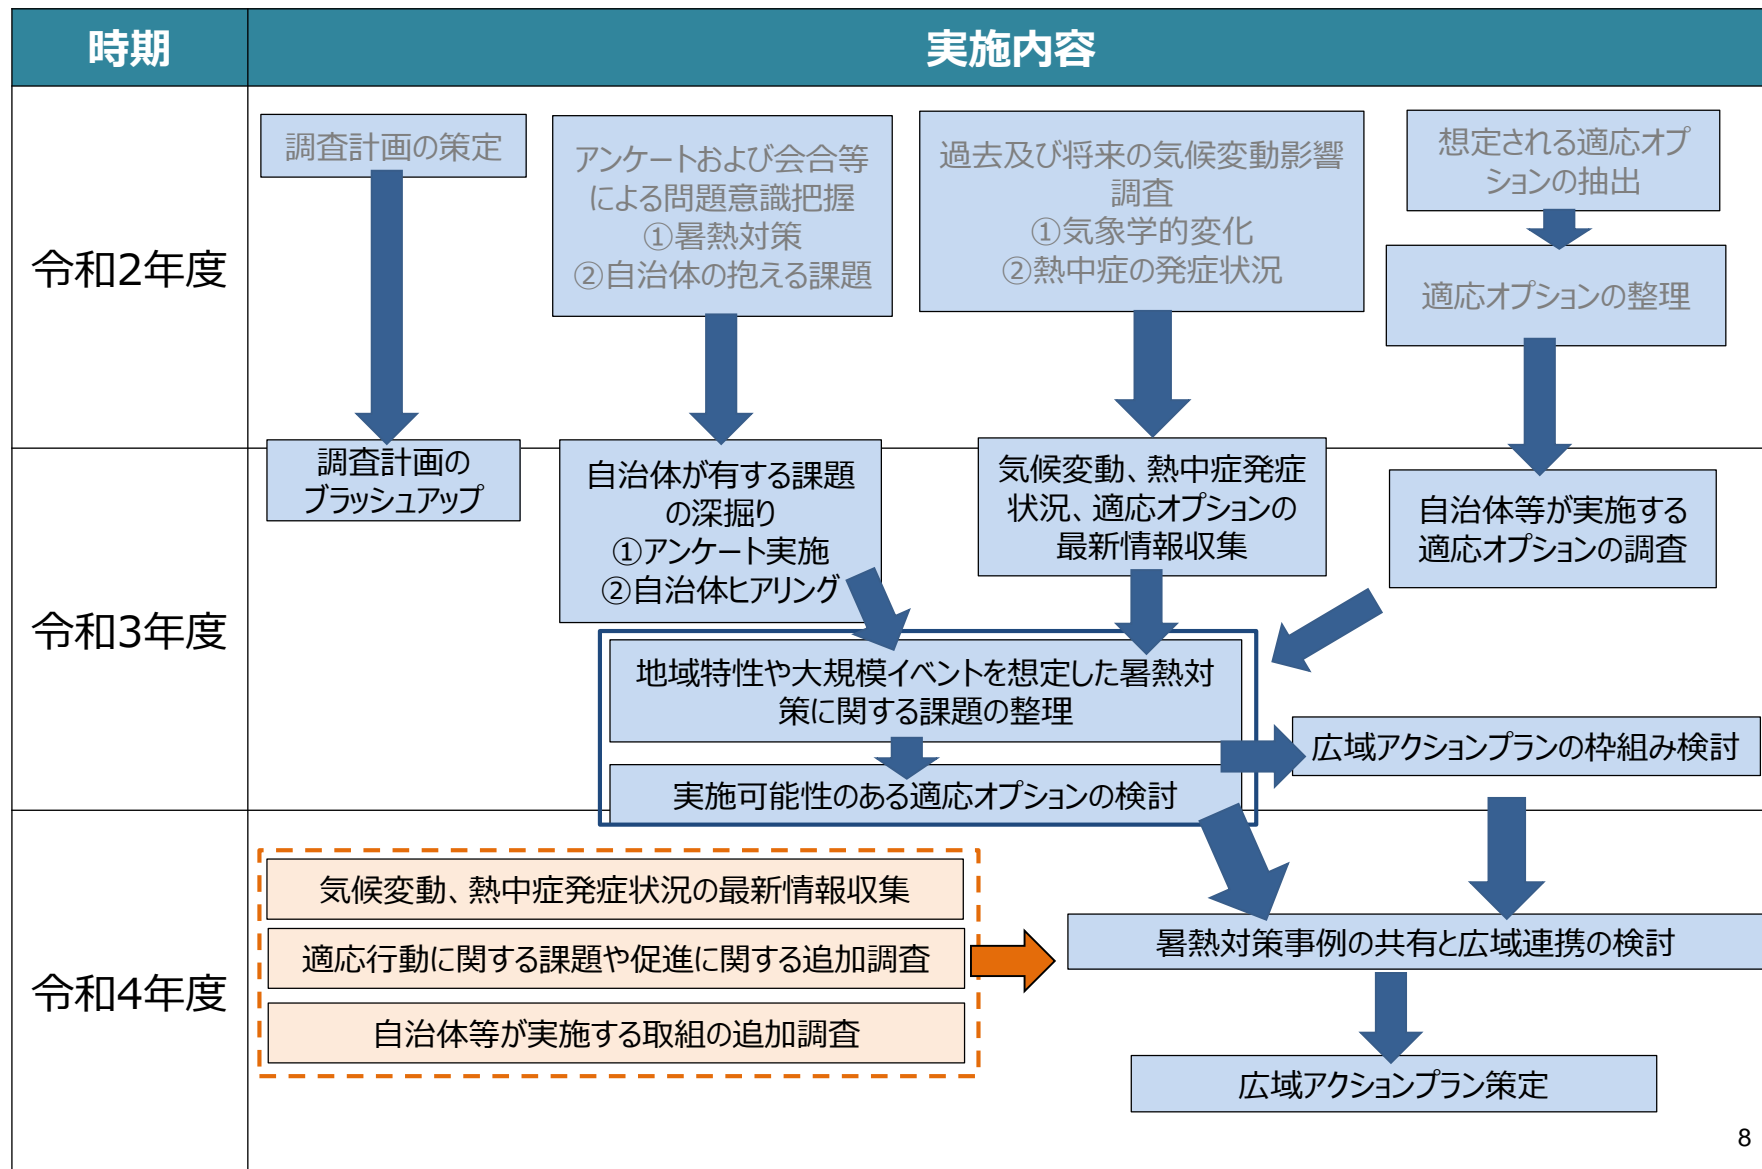 時期
実施内容
令和2年度
調査計画の策定
アンケートおよび会合等
による問題意識把握
①暑熱対策
②自治体の抱える課題
過去及び将来の気候変動影響
調査
①気象学的変化
②熱中症の発症状況
想定される適応オプ
ションの抽出
適応オプションの整理
令和3年度
調査計画の
ブラッシュアップ
自治体が有する課題
の深掘り
①アンケート実施
②自治体ヒアリング
気候変動、熱中症発症
状況、適応オプションの
最新情報収集
自治体等が実施する
適応オプションの調査
地域特性や大規模イベントを想定した暑熱対
策に関する課題の整理
実施可能性のある適応オプションの検討
広域アクションプランの枠組み検討
令和4年度
気候変動、熱中症発症状況の最新情報収集
適応行動に関する課題や促進に関する追加調査
自治体等が実施する取組の追加調査
暑熱対策事例の共有と広域連携の検討
広域アクションプラン策定
8